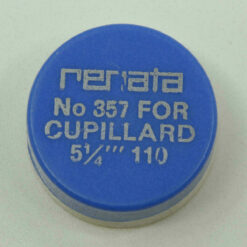 renata
No 357 FOR
CUPILLARD
5¼''' 110